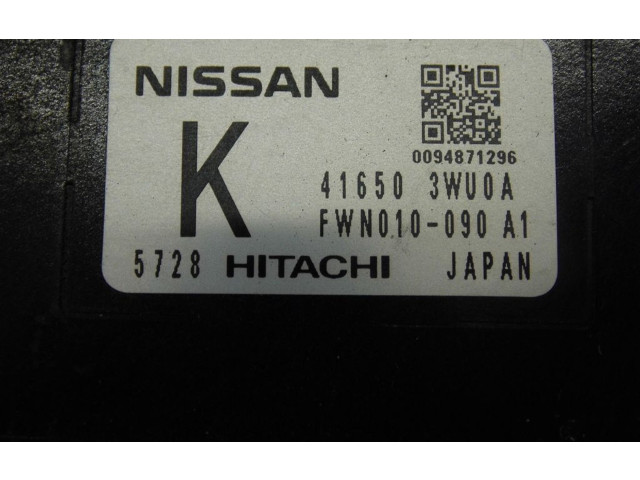 NISSAN
0094871296
K
41650 3WU0A
FWN010-090 A1
5728 HITACHI JAPAN